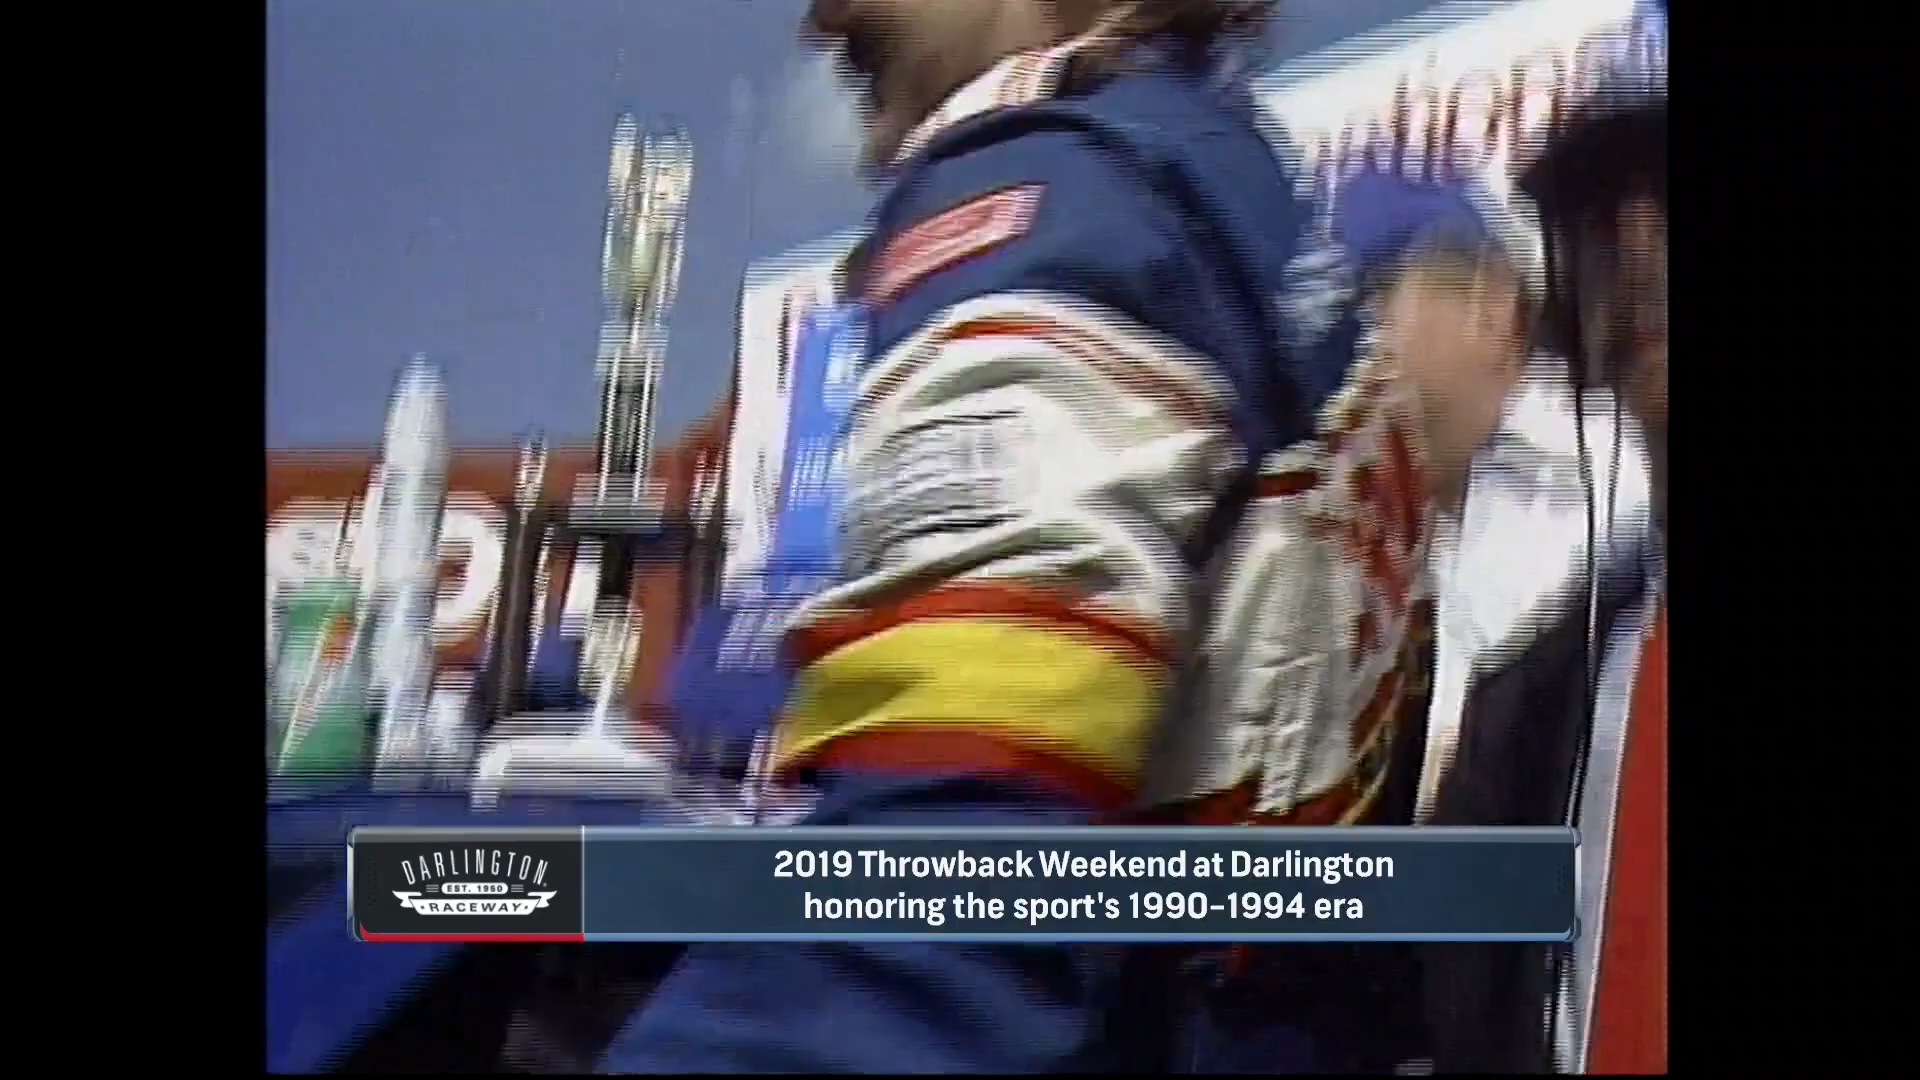 DARLINGTON
EST. 1950
RACEWAY
2019 Throwback Weekend at Darlington
honoring the sport's 1990-1994 era